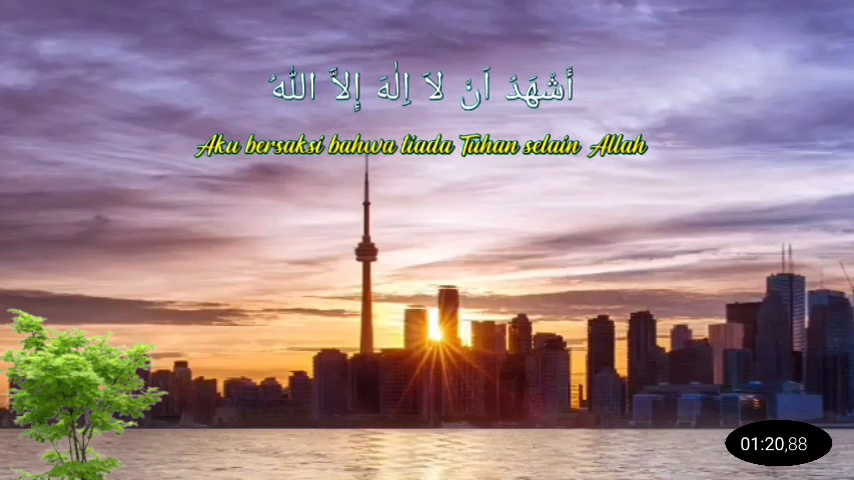 أَشْهَدُ اَنْ لاَ اِلٰهَ إِلاَّ اللّٰهُ
Aku bersaksi bahwa tiada Tuhan selain Allah
01:20,88